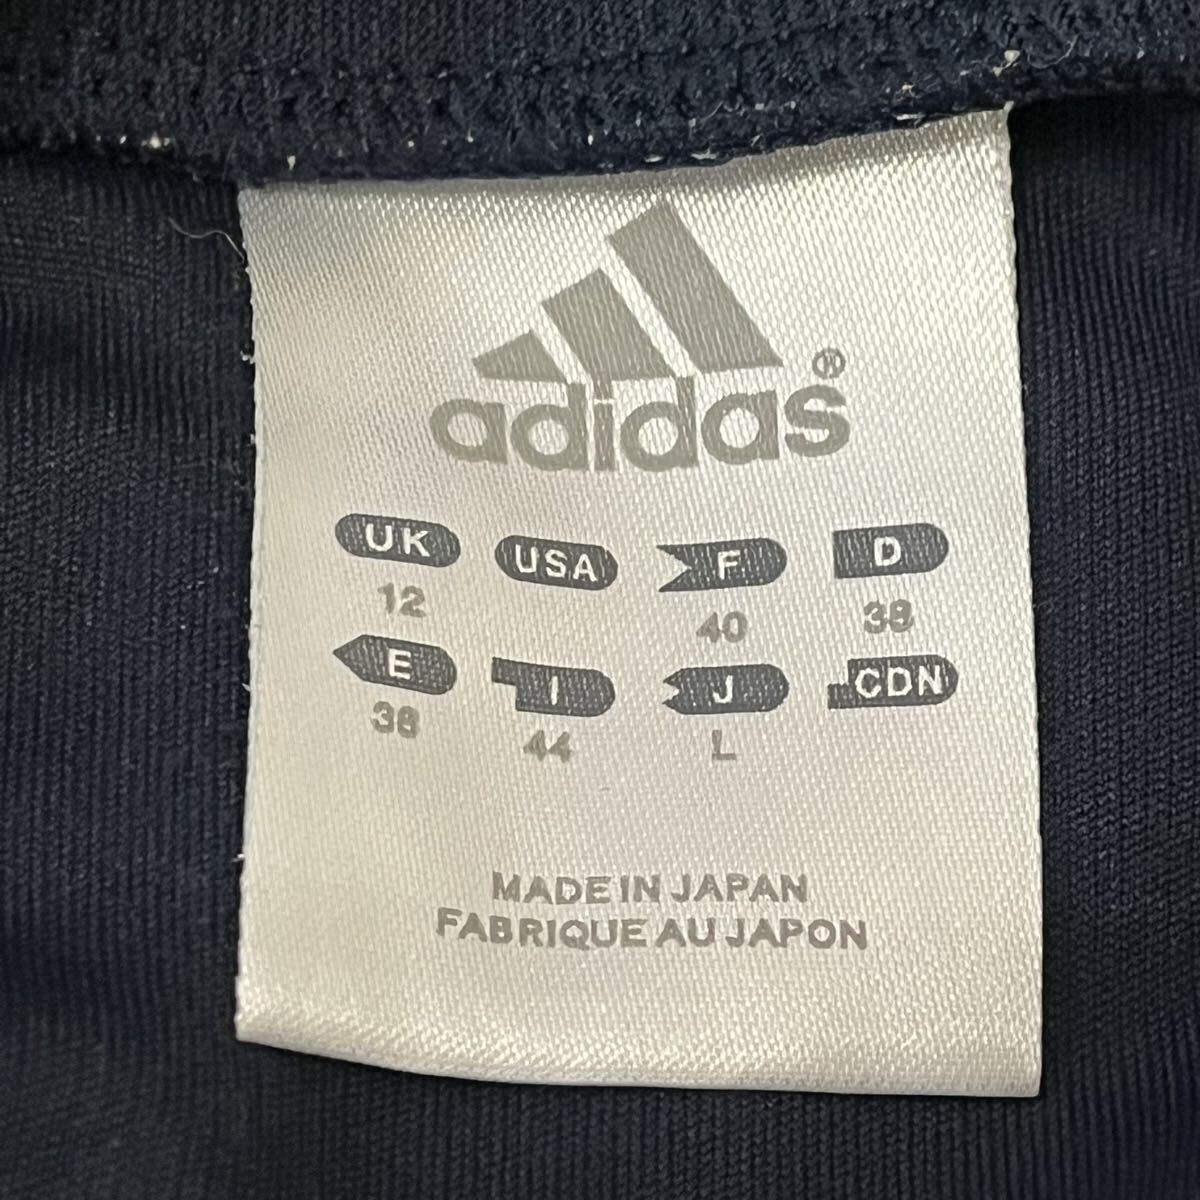 adidas®
UK USA F D
12 40 38
E I J CDN
38 44 L
MADE IN JAPAN
FABRIQUE AU JAPON